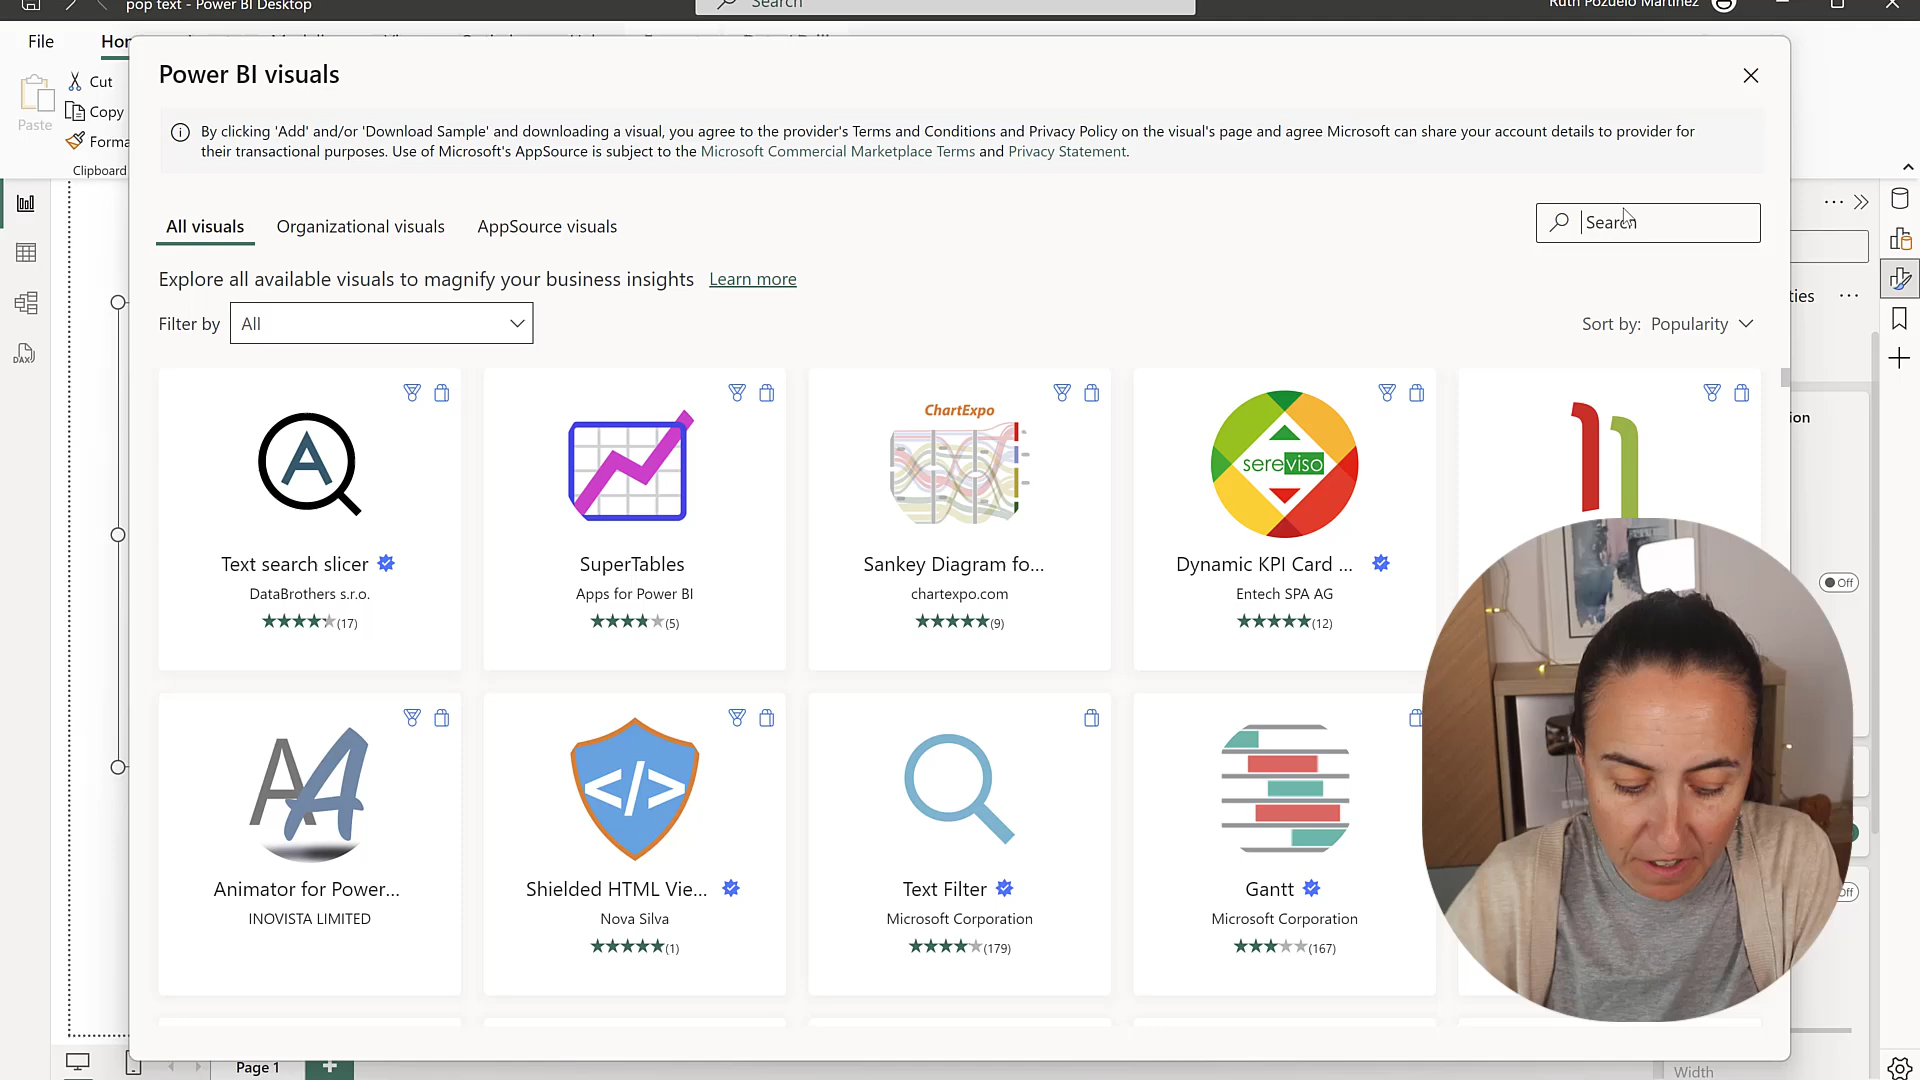 pop text - Power BI Desktop
Search
Ruth Pozuelo Martinez
File
Power BI visuals
Cut
Copy
Paste
Clipboard
By clicking 'Add' and/or 'Download Sample' and downloading a visual, you agree to the provider's Terms and Conditions and Privacy Policy on the visual's page and agree Microsoft can share your account details to provider for
their transactional purposes. Use of Microsoft's AppSource is subject to the Microsoft Commercial Marketplace Terms and Privacy Statement.
All visuals
Organizational visuals
AppSource visuals
Search
Explore all available visuals to magnify your business insights Learn more
Filter by
All
Sort by: Popularity
ChartExpo
sereviso
Text search slicer
SuperTables
Sankey Diagram fo...
Dynamic KPI Card ...
DataBrothers s.r.o.
Apps for Power BI
chartexpo.com
Entech SPA AG
(17)
(5)
(9)
(12)
Off
DAX
Animator for Power...
Shielded HTML Vie...
Text Filter
Gantt
INOVISTA LIMITED
Nova Silva
Microsoft Corporation
Microsoft Corporation
(1)
(179)
(167)
Page 1
Width